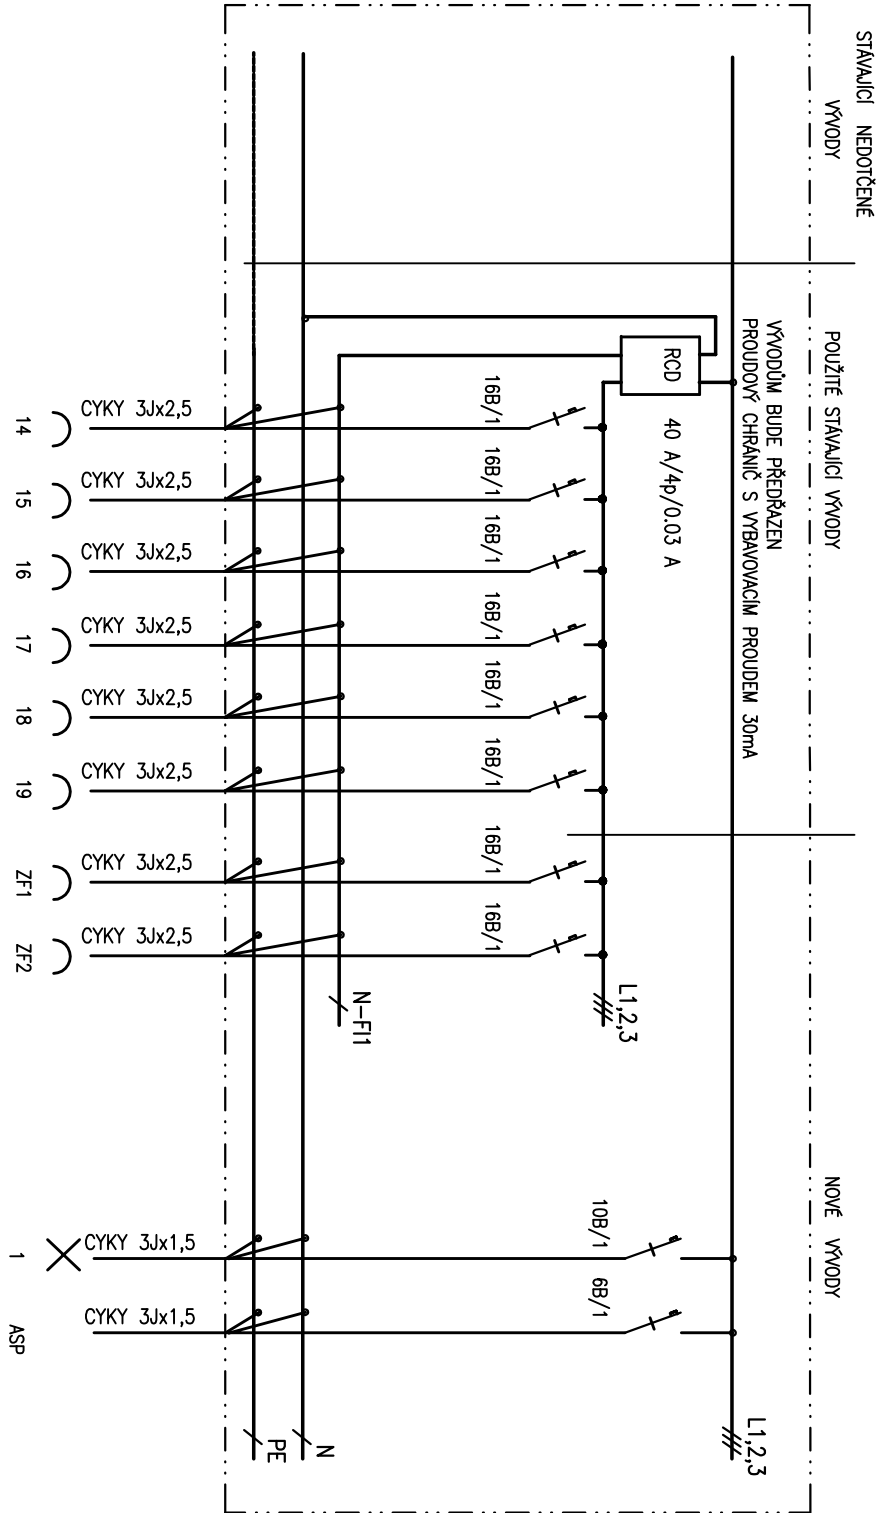 STÁVAJÍCÍ NEDOTČENÉ
VÝVODY
POUŽITÉ STÁVAJÍCÍ VÝVODY
NOVÉ VÝVODY
VÝVODŮM BUDE PŘEDŘAZEN
PROUDOVÝ CHRÁNIČ S VYBAVOVACÍM PROUDEM 30mA
RCD
40 A/4p/0.03 A
L1,2,3
L1,2,3
16B/1
16B/1
16B/1
16B/1
16B/1
16B/1
16B/1
16B/1
10B/1
6B/1
N-FI1
N
PE
CYKY 3Jx2,5
CYKY 3Jx2,5
CYKY 3Jx2,5
CYKY 3Jx2,5
CYKY 3Jx2,5
CYKY 3Jx2,5
CYKY 3Jx2,5
CYKY 3Jx2,5
CYKY 3Jx1,5
CYKY 3Jx1,5
14
15
16
17
18
19
ZF1
ZF2
1
ASP